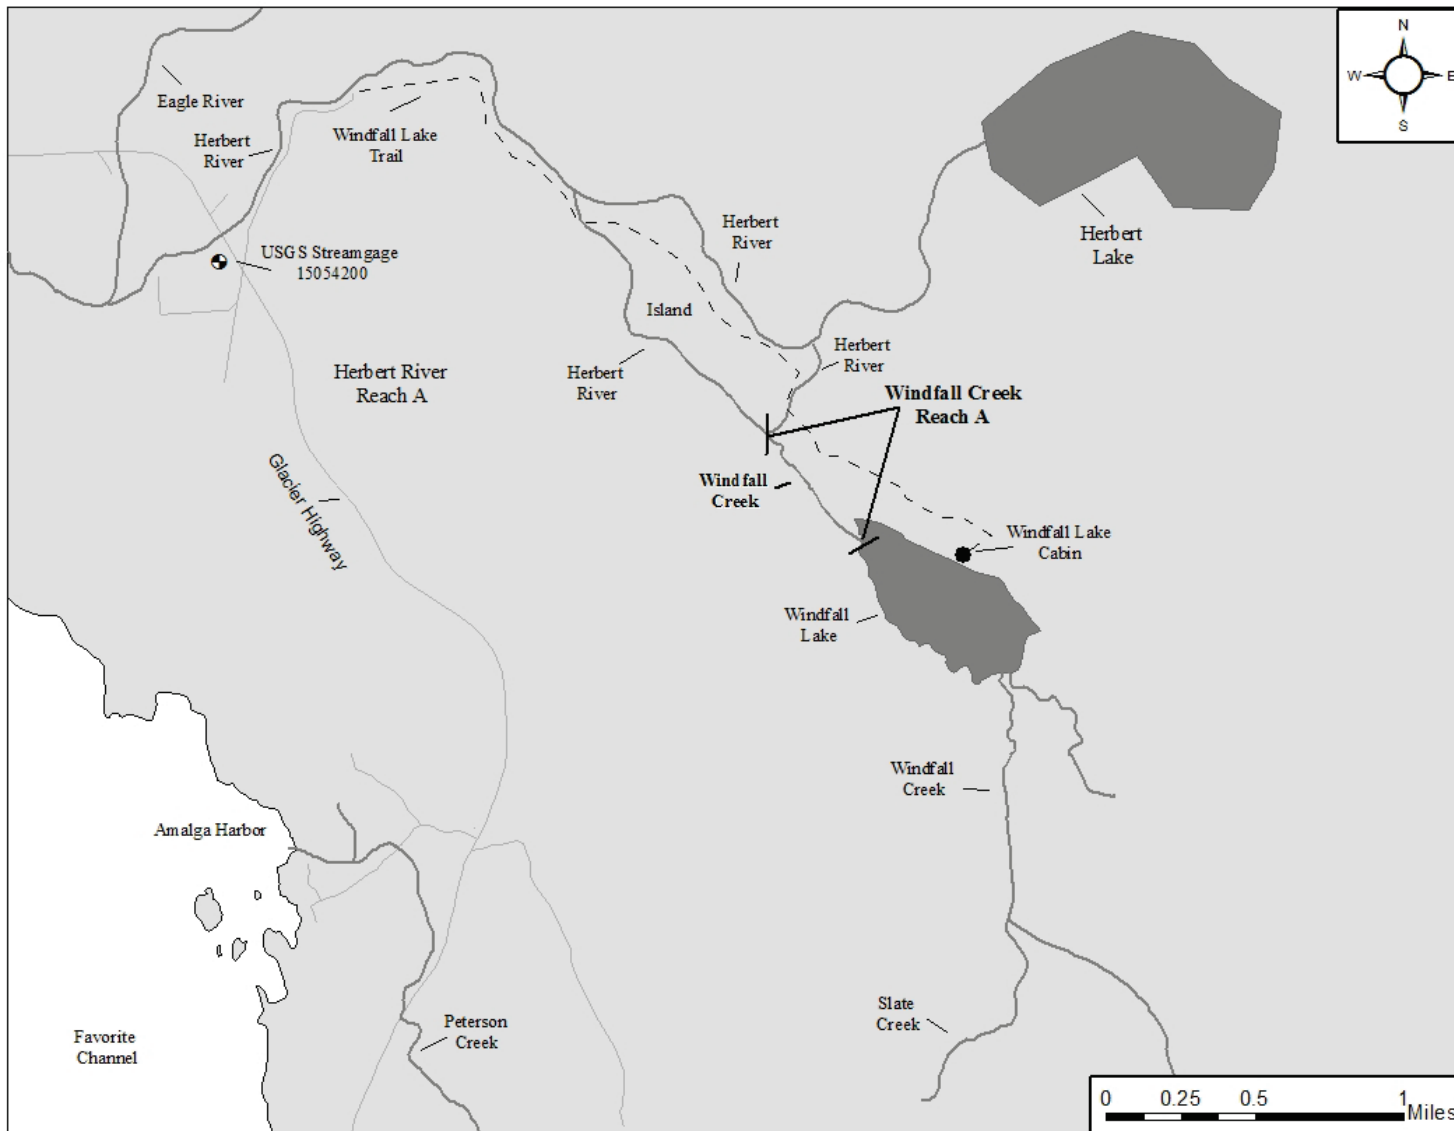 N
W
E
S
Eagle River
Herbert
River
Windfall Lake
Trail
Herbert
River
Herbert
Lake
USGS Streamgage
15054200
Island
Herbert
River
Herbert
River
Herbert River
Reach A
Windfall Creek
Reach A
Glacier Highway
Windfall
Creek
Windfall Lake
Cabin
Windfall
Lake
Windfall
Creek
Amalga Harbor
Slate
Creek
Peterson
Creek
Favorite
Channel
0 0.25 0.5 1
Miles